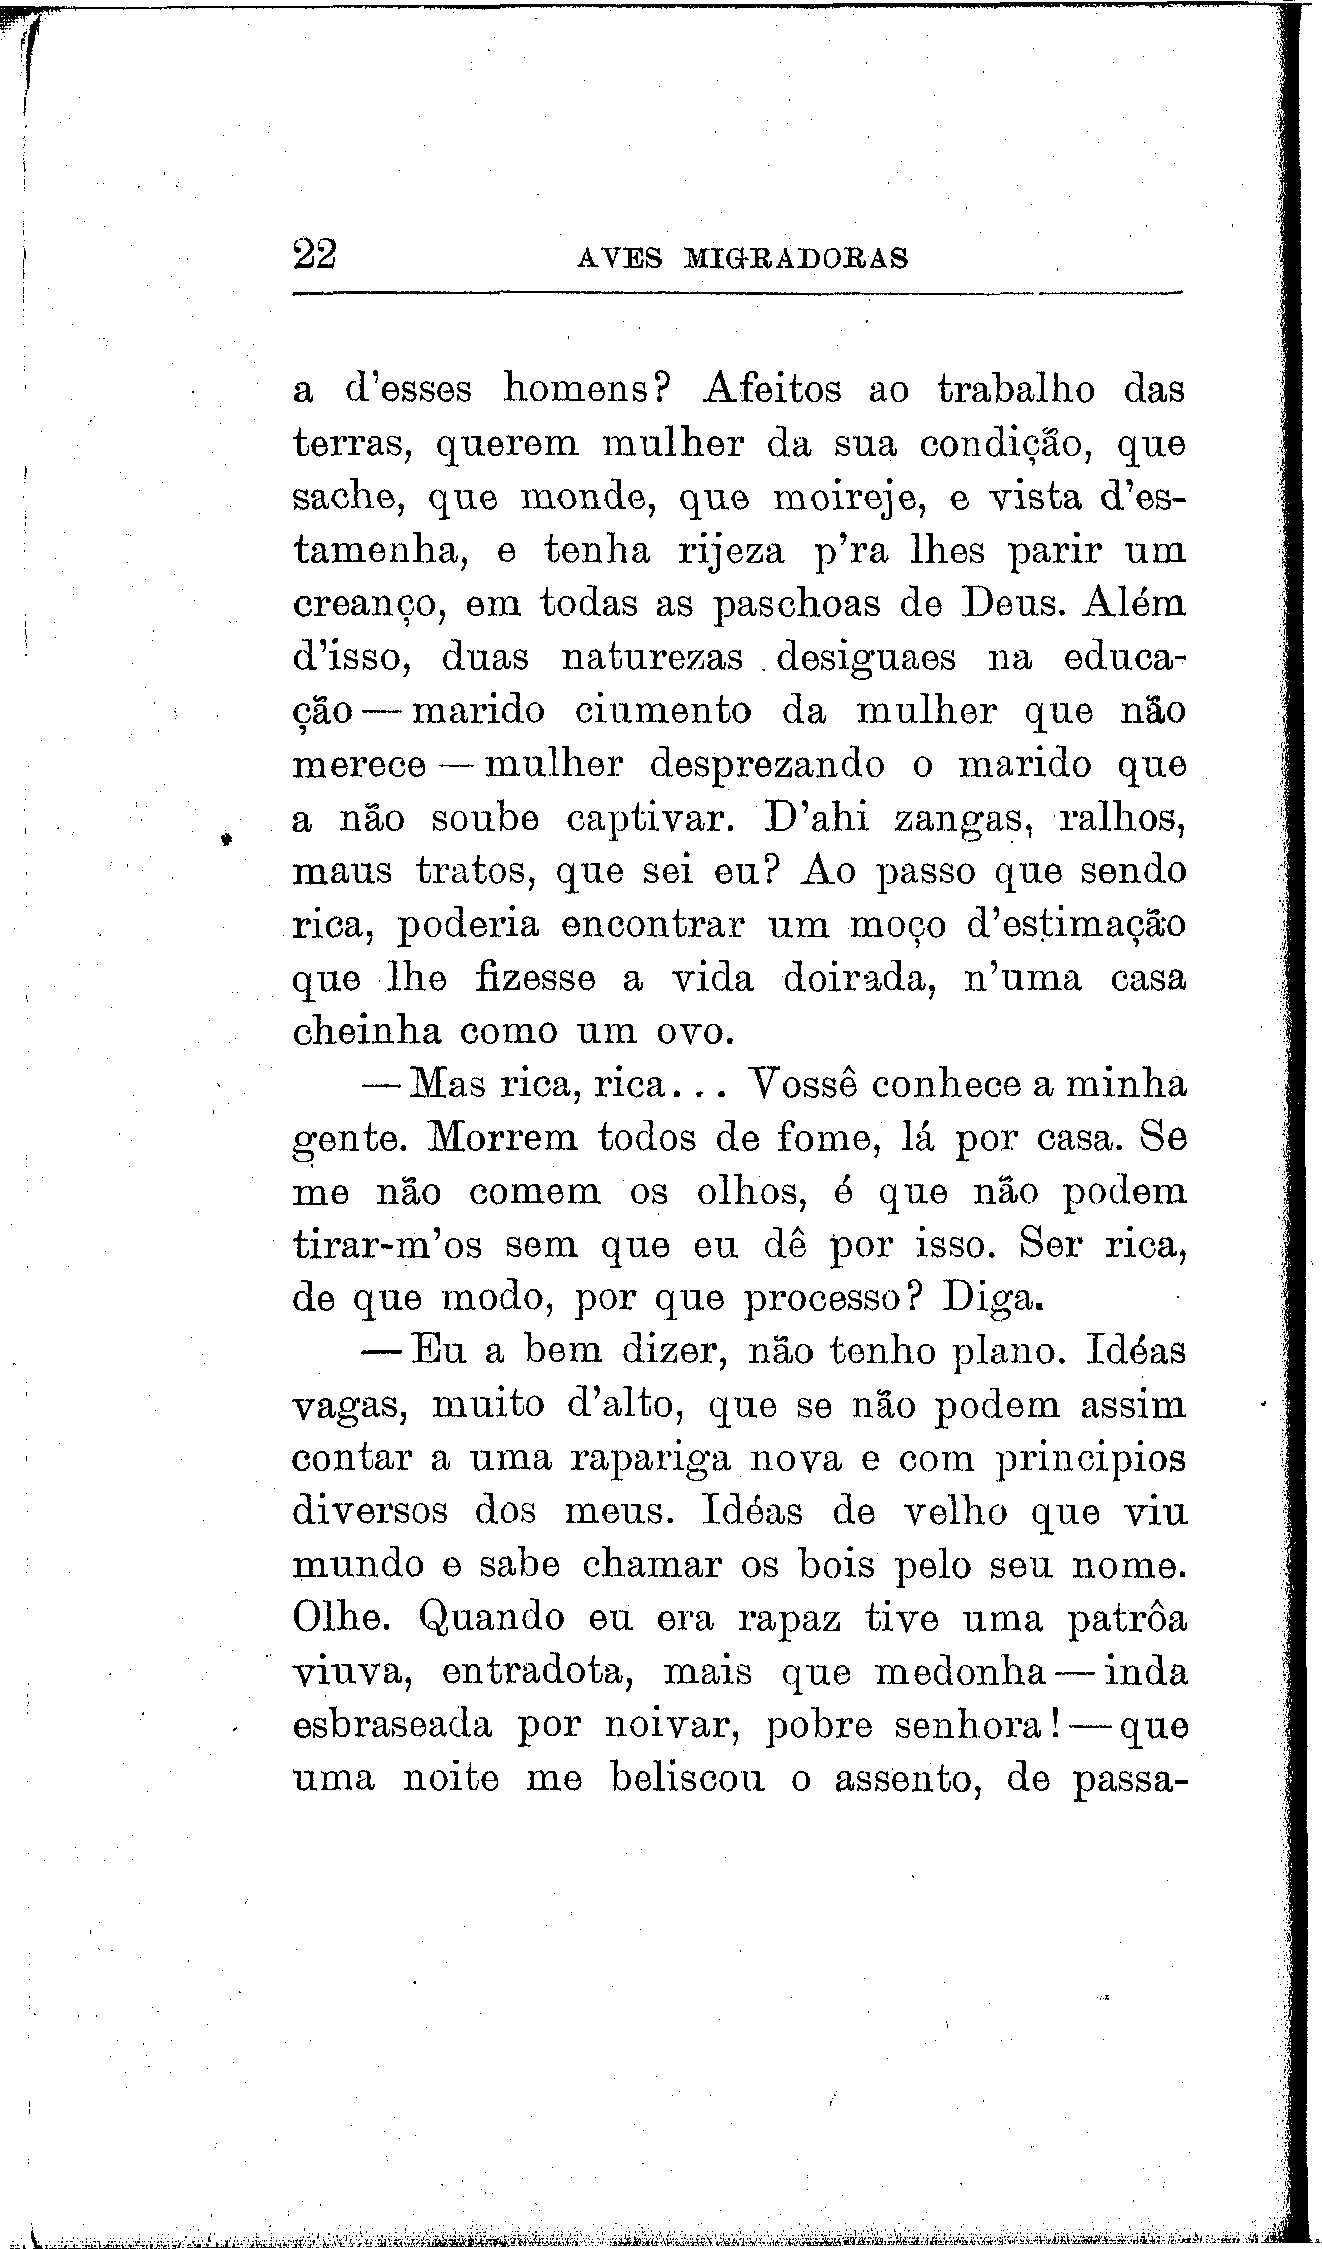 22 AVES MIGRADORAS
a d'esses homens? Afeitos ao trabalho das
terras, querem mulher da sua condição, que
sache, que monde, que moireje, e vista d'es-
tamenha, e tenha rijeza p'ra lhes parir um
creanço, em todas as paschoas de Deus. Além
d'isso, duas naturezas desiguaes na educa-
ção — marido ciumento da mulher que não
merece — mulher desprezando o marido que
a não soube captivar. D'ahi zangas, ralhos,
maus tratos, que sei eu? Ao passo que sendo
rica, poderia encontrar um moço d'estimação
que lhe fizesse a vida doirada, n'uma casa
cheinha como um ovo.
— Mas rica, rica... Vossê conhece a minha
gente. Morrem todos de fome, lá por casa. Se
me não comem os olhos, é que não podem
tirar-m'os sem que eu dê por isso. Ser rica,
de que modo, por que processo? Diga.
— Eu a bem dizer, não tenho plano. Idéas
vagas, muito d'alto, que se não podem assim
contar a uma rapariga nova e com principios
diversos dos meus. Idéas de velho que viu
mundo e sabe chamar os bois pelo seu nome.
Olhe. Quando eu era rapaz tive uma patrôa
viuva, entradota, mais que medonha — inda
esbraseada por noivar, pobre senhora! — que
uma noite me beliscou o assento, de passa-